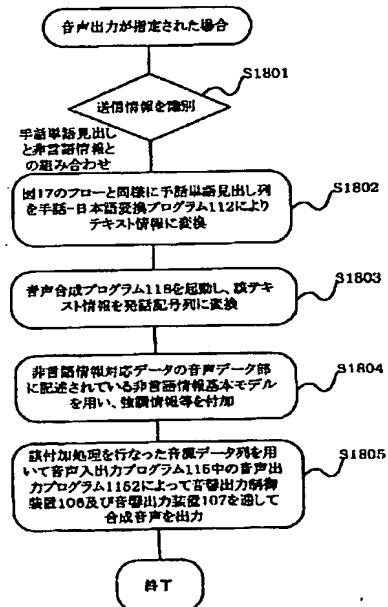 音声出力が指定された場合
S1801
送信情報を識別
手話単語見出し
と非言語情報と
の組み合わせ
S1802
図17のフローと同様に手話単語見出し列
を手話-日本語変換プログラム112により
テキスト情報に変換
S1803
音声合成プログラム118を起動し、該テキ
スト情報を発話記号列に変換
S1804
非言語情報対応データの音声データ部
に記述されている非言語情報基本モデル
を用い、強調情報等を付加
S1805
該付加処理を行なった音源データ列を用
いて音声入出力プログラム115中の音声出
力プログラム1152によって音響出力制御
装置106及び音響出力装置107を通して
合成音声を出力
終了